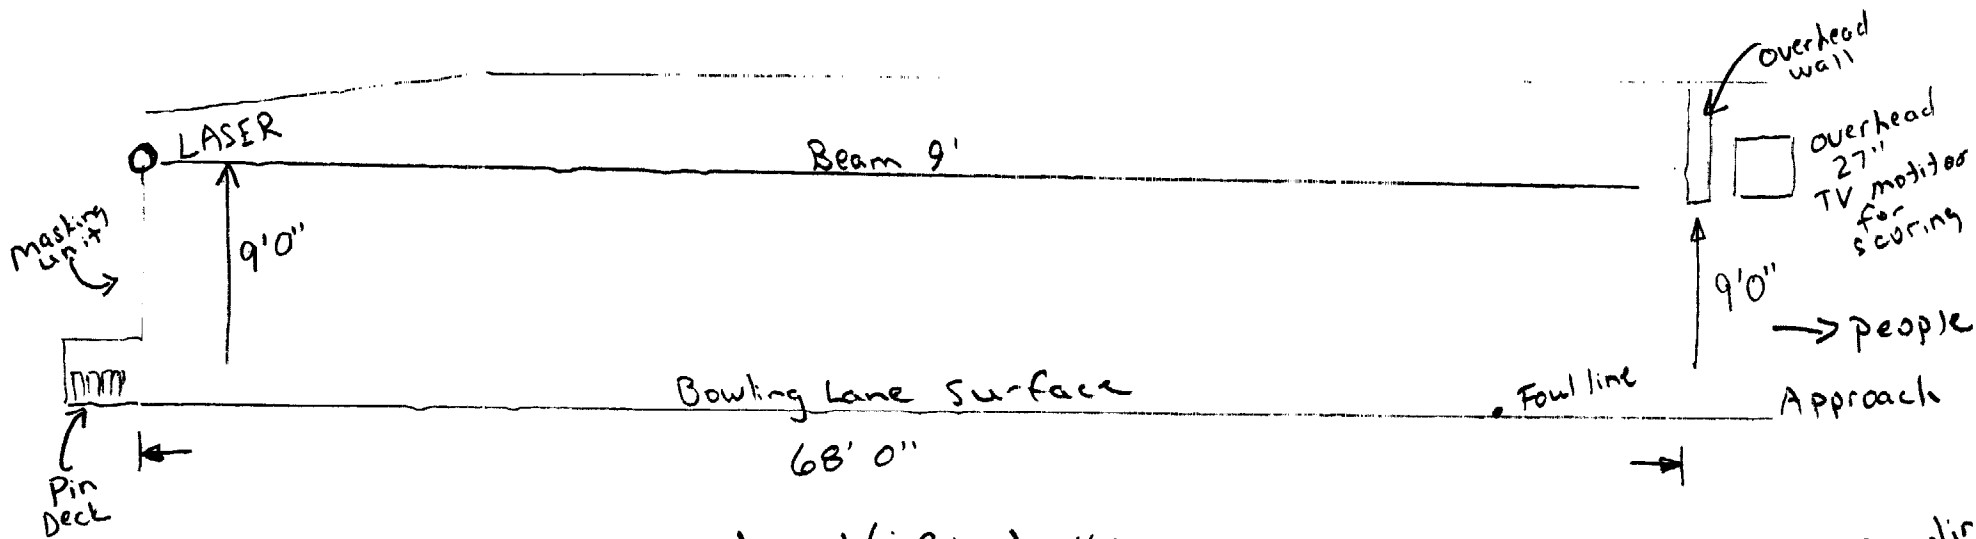 overhead
wall
LASER
Beam 9'
overhead
27"
TV motitor
for
scoring
masking
unit
9'0"
9'0"
people
Bowling Lane Surface
Foul line
Approach
68' 0"
Pin
Deck